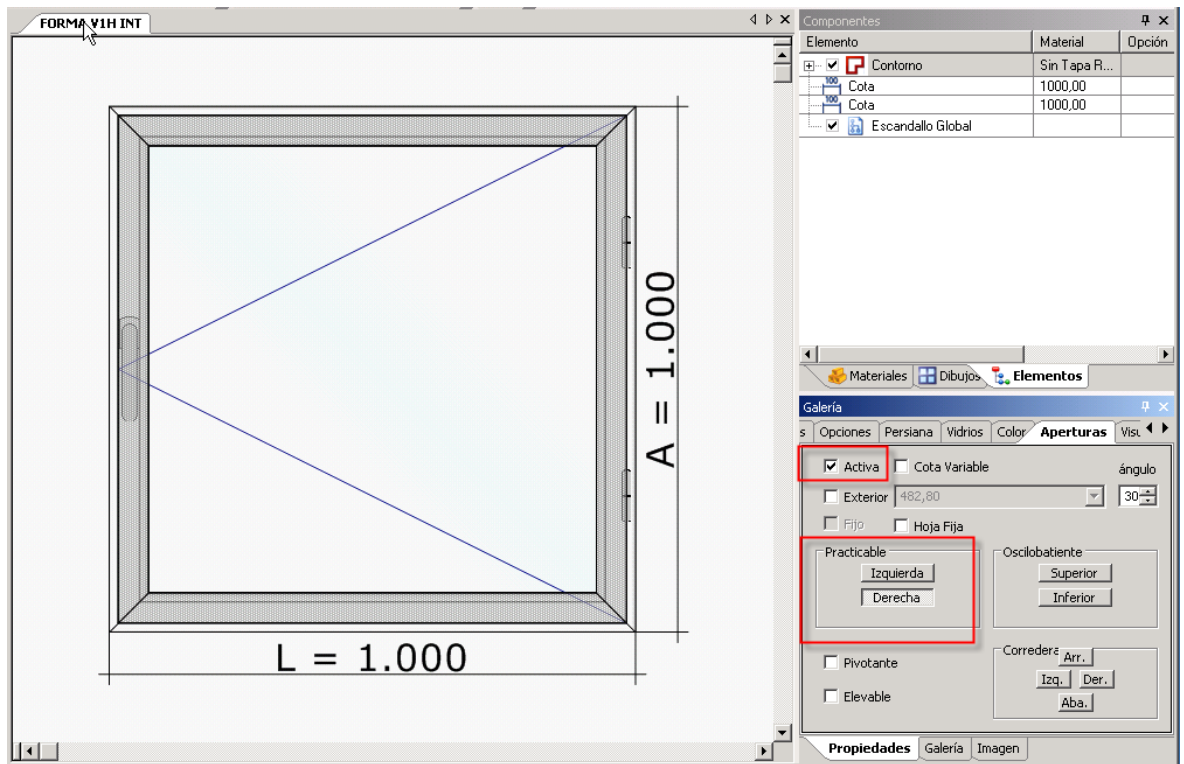 FORMA V1H INT
A = 1.000
L = 1.000
Componentes
Elemento Material Opción
Contorno Sin Tapa R...
100 Cota 1000,00
100 Cota 1000,00
Escandallo Global
Materiales Dibujos Elementos
Galería
s Opciones Persiana Vidrios Color Aperturas Visu
Activa Cota Variable ángulo
Exterior 482,80 30
Fijo Hoja Fija
Practicable Oscilobatiente
Izquierda Superior
Derecha Inferior
Pivotante Corredera Arr.
Izq. Der.
Elevable Aba.
Propiedades Galería Imagen